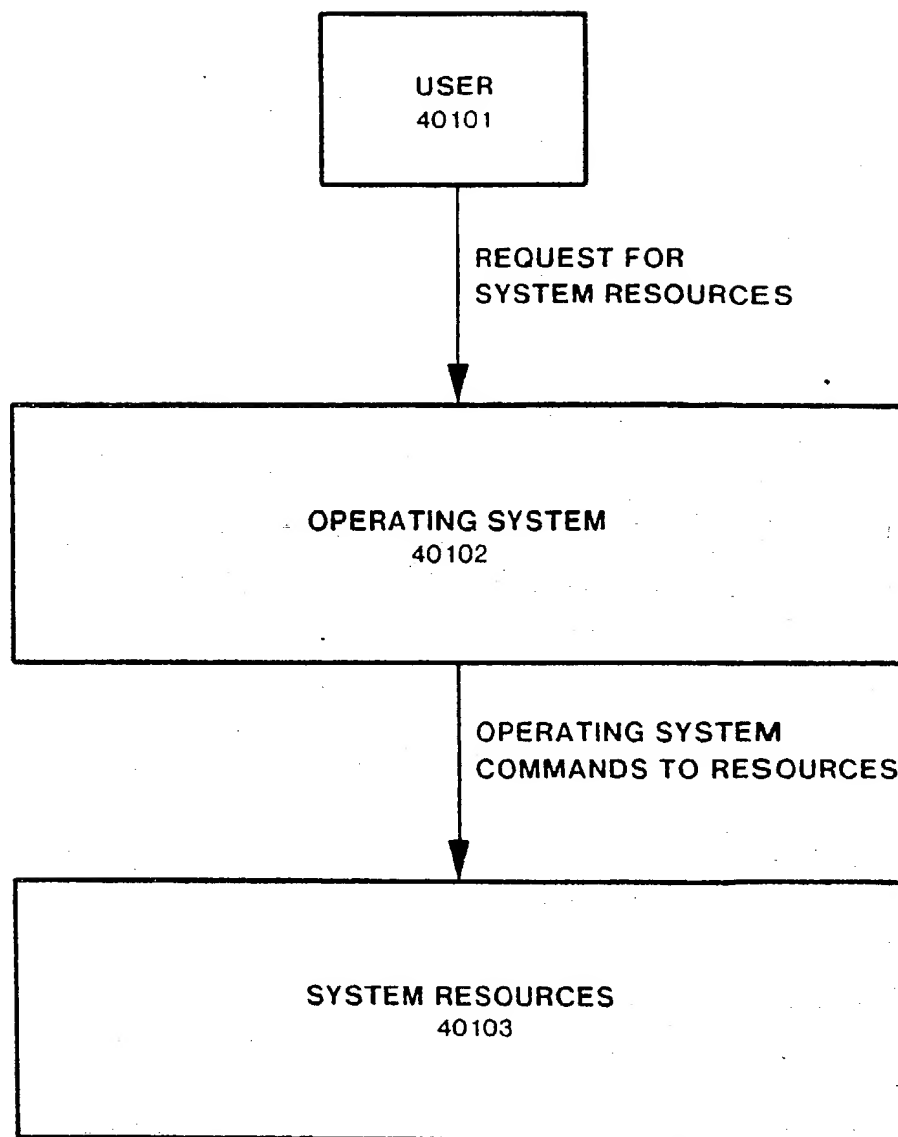 USER
40101
REQUEST FOR
SYSTEM RESOURCES
OPERATING SYSTEM
40102
OPERATING SYSTEM
COMMANDS TO RESOURCES
SYSTEM RESOURCES
40103